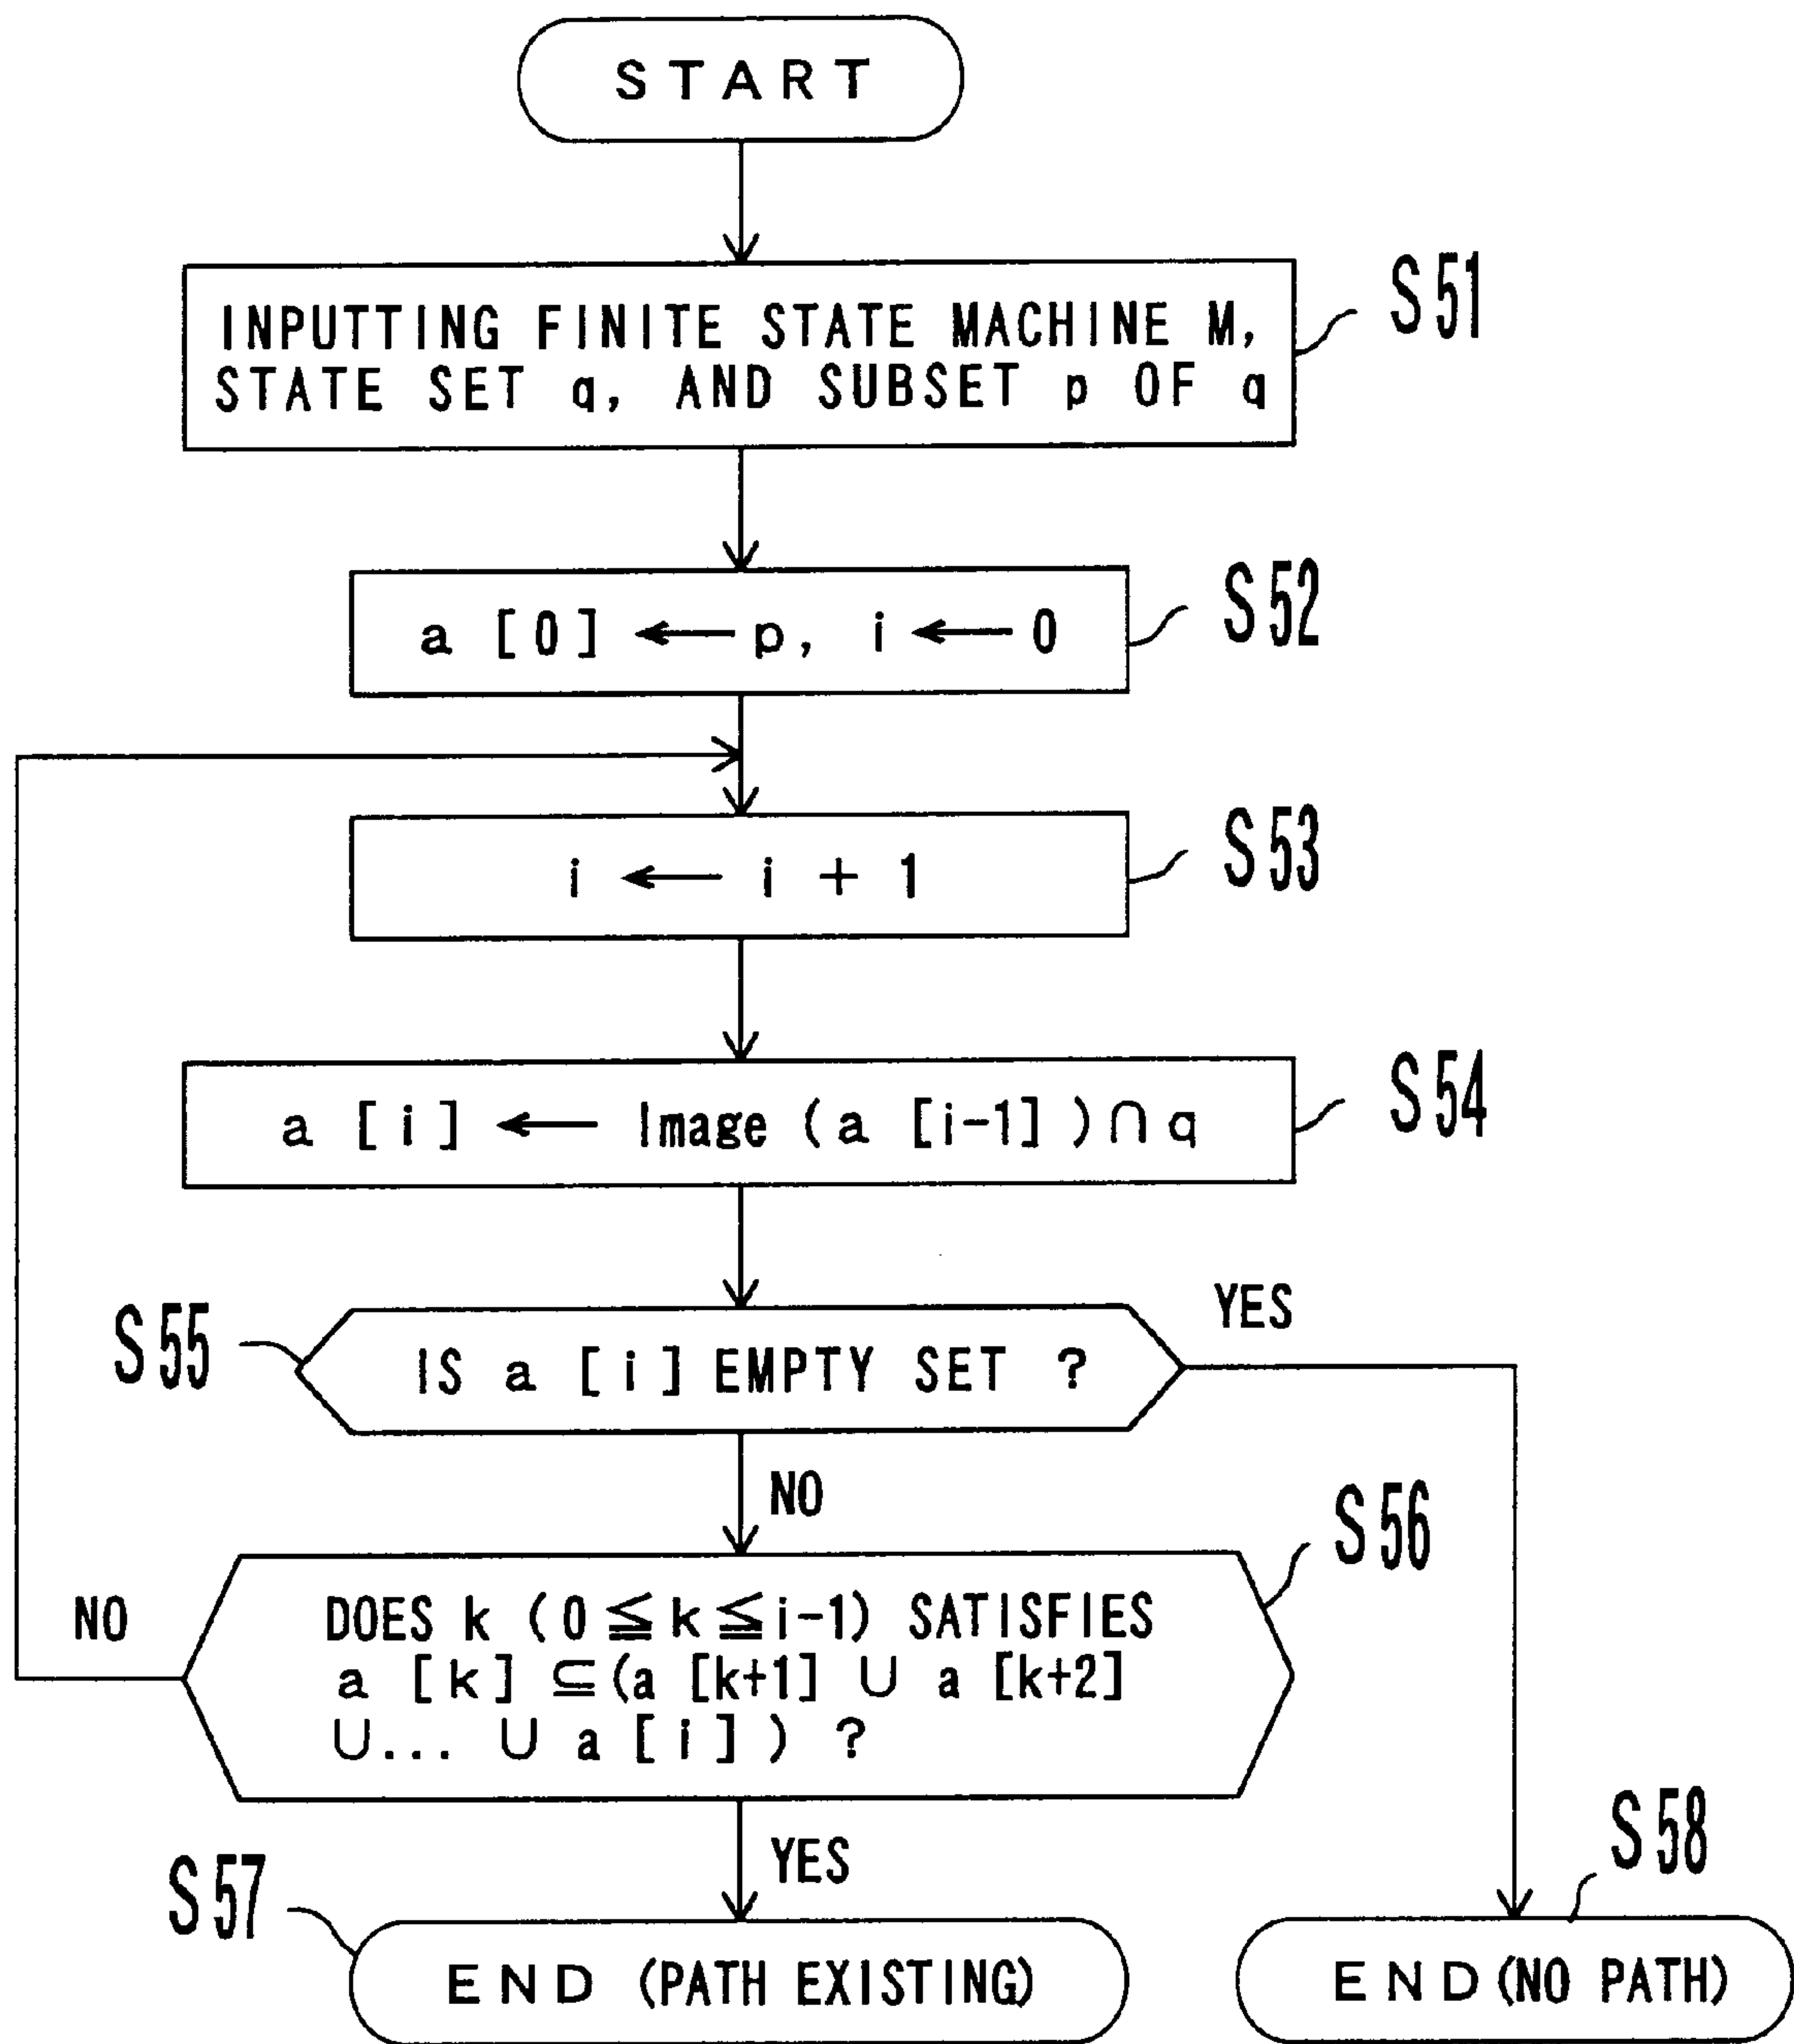 START
INPUTTING FINITE STATE MACHINE M,
STATE SET q, AND SUBSET p OF q
S51
a [0] ← p, i ← 0
S52
i ← i + 1
S53
a [i] ← Image (a [i-1]) ∩ q
S54
S55
IS a [i] EMPTY SET ?
YES
NO
S56
NO
DOES k (0 ≦ k ≦ i-1) SATISFIES
a [k] ⊆ (a [k+1] ∪ a [k+2]
∪... ∪ a [i]) ?
YES
S57
END (PATH EXISTING)
S58
END (NO PATH)